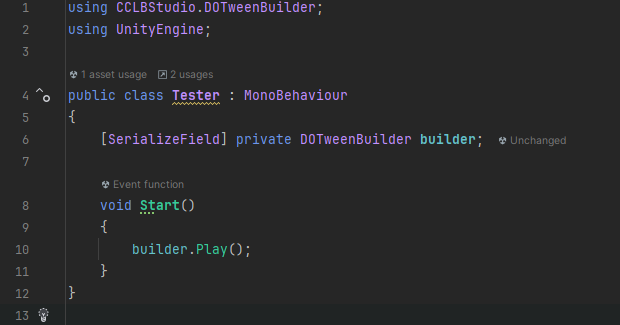 1 using CCLBStudio.DOTweenBuilder;
2 using UnityEngine;
3
1 asset usage 2 usages
4 public class Tester : MonoBehaviour
5 {
6 [SerializeField] private DOTweenBuilder builder; Unchanged
7
Event function
8 void Start()
9 {
10 builder.Play();
11 }
12 }
13